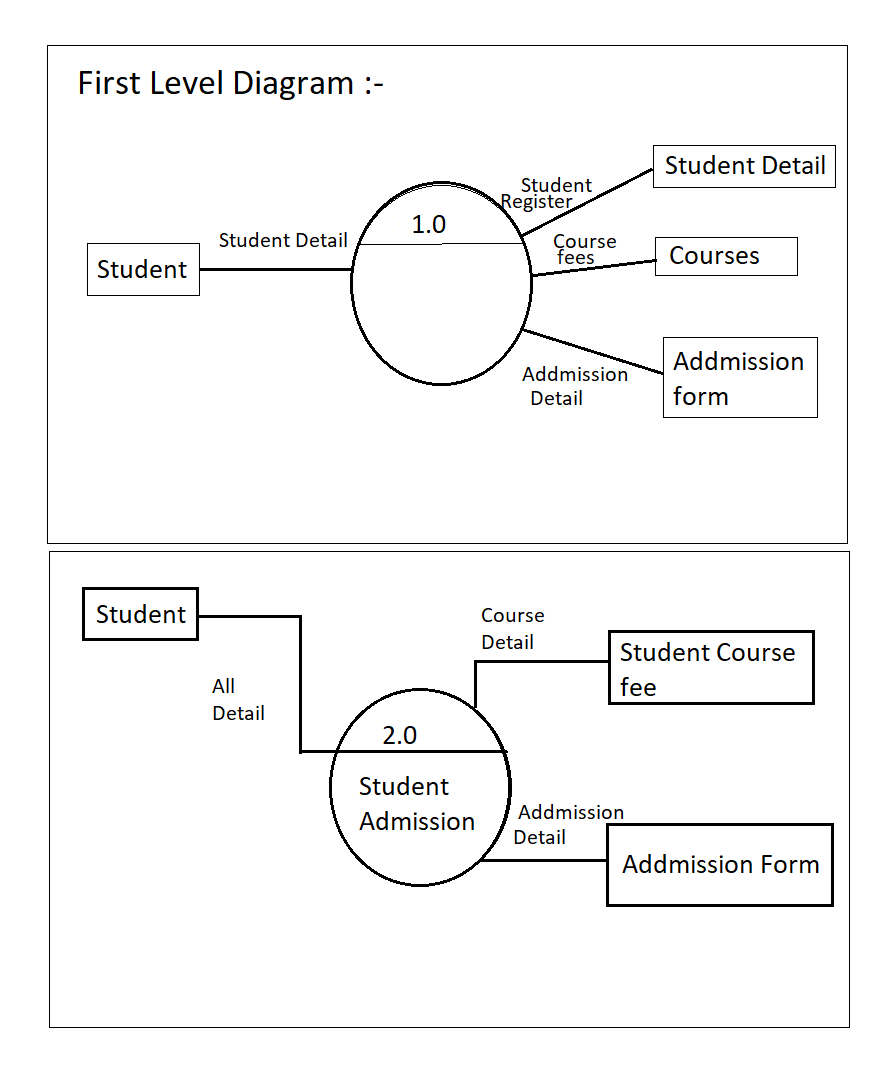 First Level Diagram :-
Student
Student Detail
1.0
Student
Register
Student Detail
Course
fees
Courses
Addmission
Detail
Addmission
form
Student
All
Detail
2.0
Student
Admission
Course
Detail
Student Course
fee
Addmission
Detail
Addmission Form